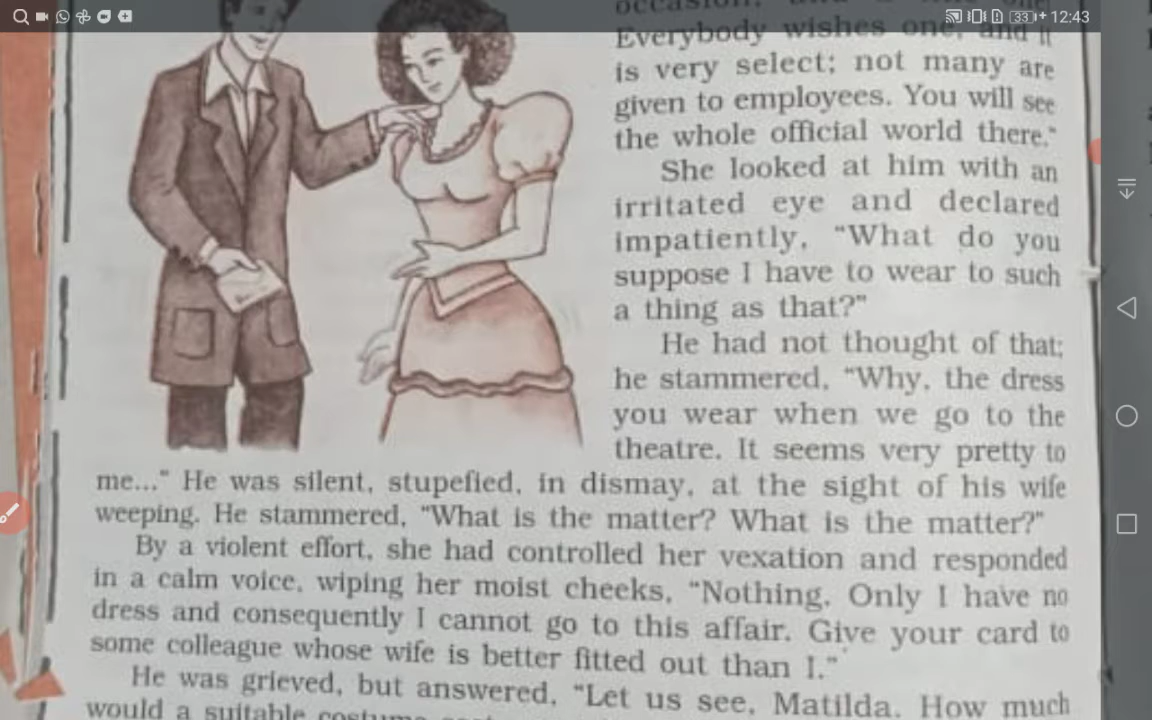 33 12:43
occasion,
Everybody wishes one, and it
is very select; not many are
given to employees. You will see
the whole official world there."
She looked at him with an
irritated eye and declared
impatiently, "What do you
suppose I have to wear to such
a thing as that?"
He had not thought of that;
he stammered, "Why, the dress
you wear when we go to the
theatre. It seems very pretty to
me..." He was silent, stupefied, in dismay, at the sight of his wife
weeping. He stammered, "What is the matter? What is the matter?"
By a violent effort, she had controlled her vexation and responded
in a calm voice, wiping her moist cheeks, "Nothing. Only I have no
dress and consequently I cannot go to this affair. Give your card to
some colleague whose wife is better fitted out than I."
He was grieved, but answered, "Let us see, Matilda. How much
would a suitable costume